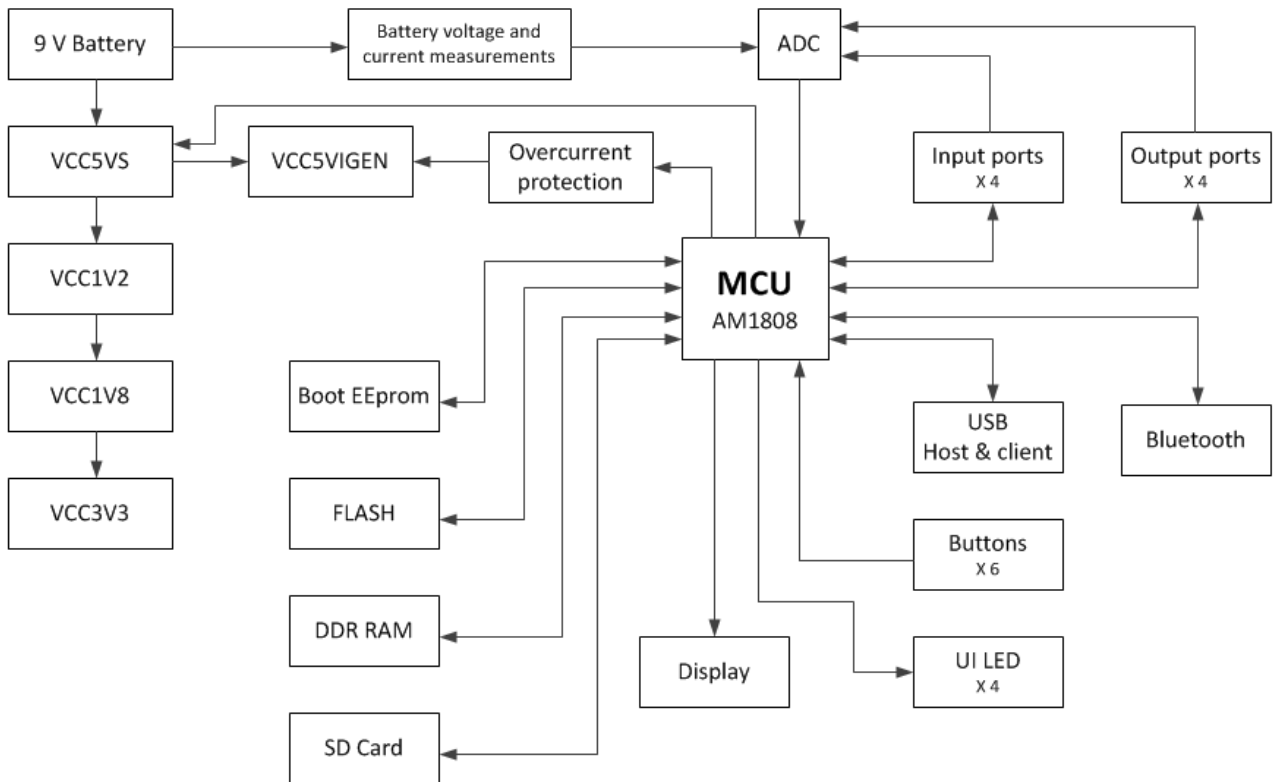 9 V Battery
Battery voltage and
current measurements
ADC
VCC5VS
VCC5VIGEN
Overcurrent
protection
Input ports
X 4
Output ports
X 4
VCC1V2
MCU
AM1808
VCC1V8
Boot EEprom
USB
Host & client
Bluetooth
VCC3V3
FLASH
Buttons
X 6
DDR RAM
Display
UI LED
X 4
SD Card